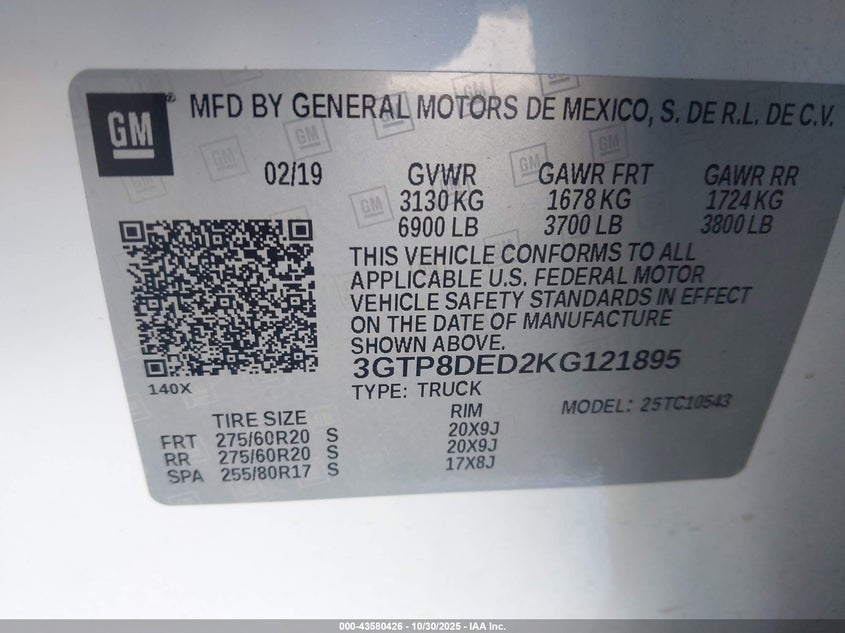 GM
MFD BY GENERAL MOTORS DE MEXICO, S. DE R.L. DE C.V.
02/19 GVWR GAWR FRT GAWR RR
3130 KG 1678 KG 1724 KG
6900 LB 3700 LB 3800 LB
THIS VEHICLE CONFORMS TO ALL
APPLICABLE U.S. FEDERAL MOTOR
VEHICLE SAFETY STANDARDS IN EFFECT
ON THE DATE OF MANUFACTURE
SHOWN ABOVE.
3GTP8DED2KG121895
140X
TYPE: TRUCK
MODEL: 25TC10543
TIRE SIZE RIM
FRT 275/60R20 S 20X9J
RR 275/60R20 S 20X9J
SPA 255/80R17 S 17X8J
000-43580426 - 10/30/2025 - IAA Inc.